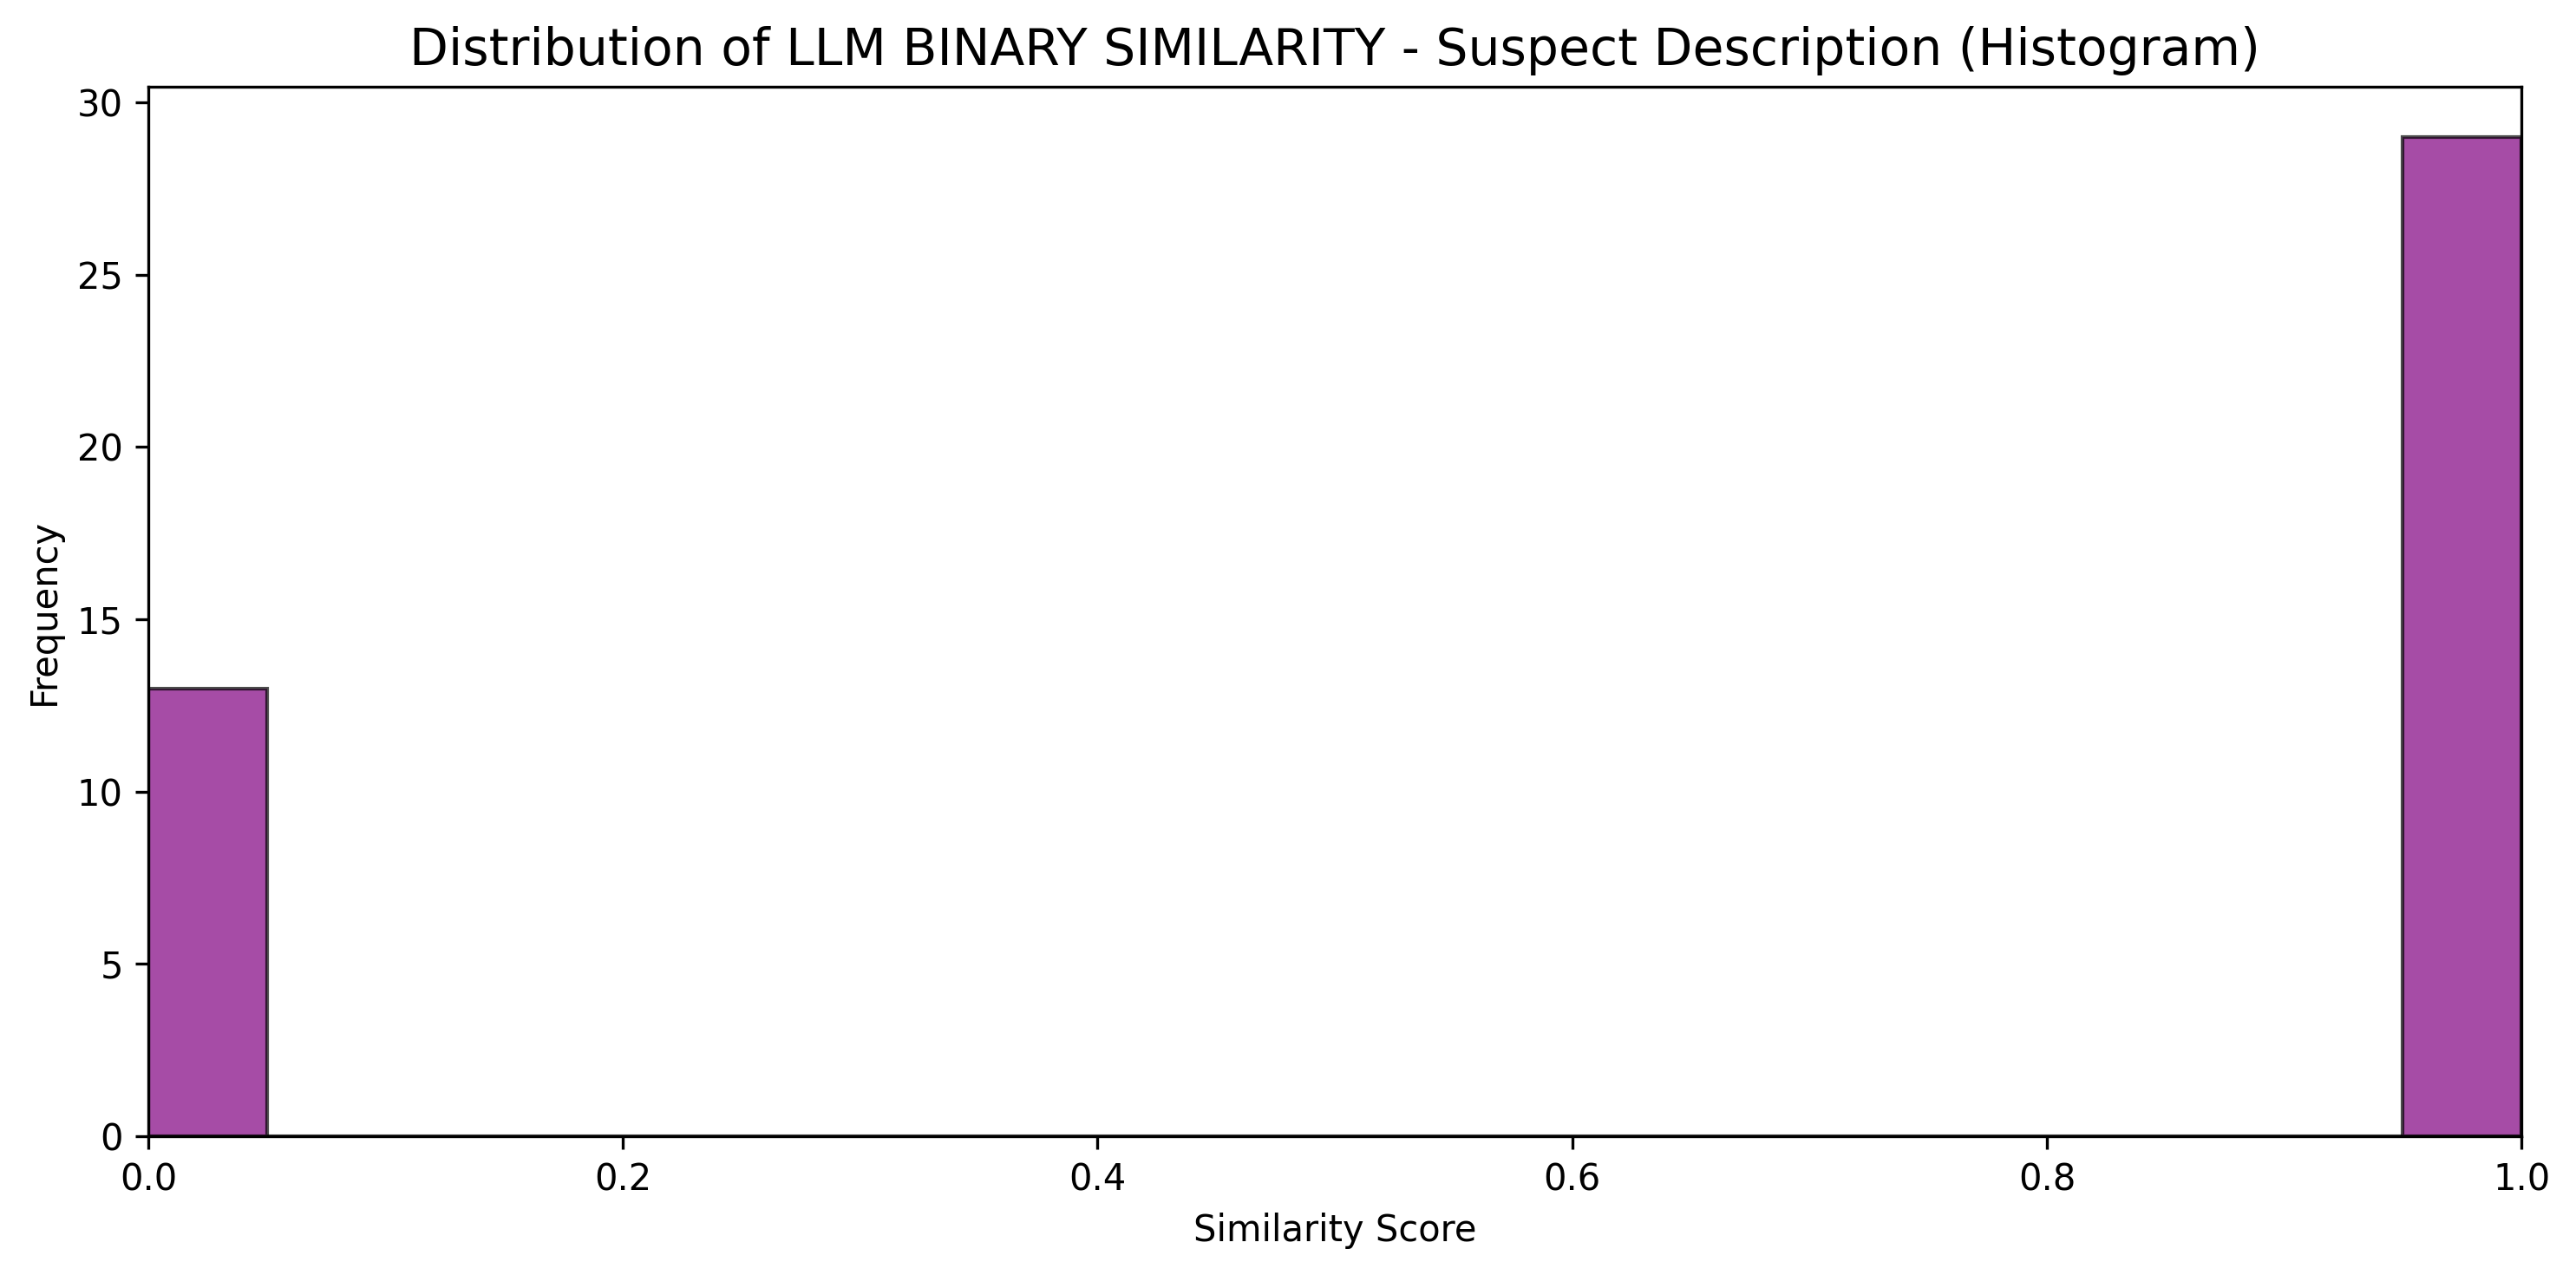 Distribution of LLM BINARY SIMILARITY - Suspect Description (Histogram)
30
25
20
15
10
5
0
Frequency
0.0 0.2 0.4 0.6 0.8 1.0
Similarity Score